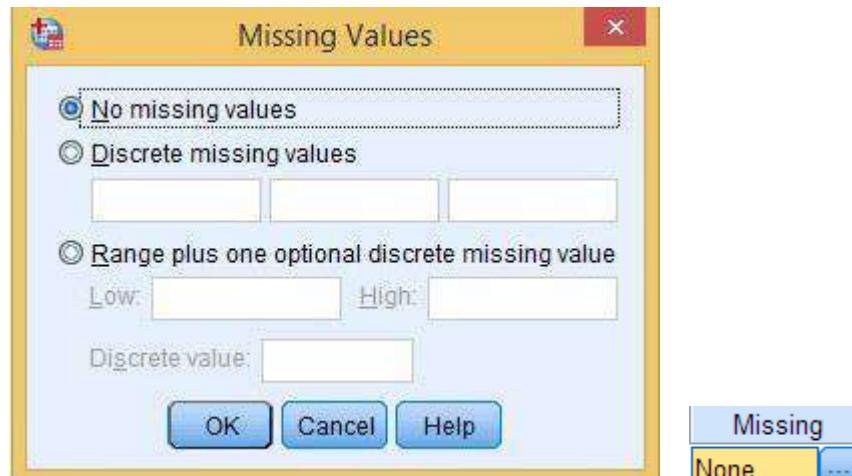 Missing Values
No missing values
Discrete missing values
Range plus one optional discrete missing value
Low: High:
Discrete value:
OK Cancel Help
Missing
None ...